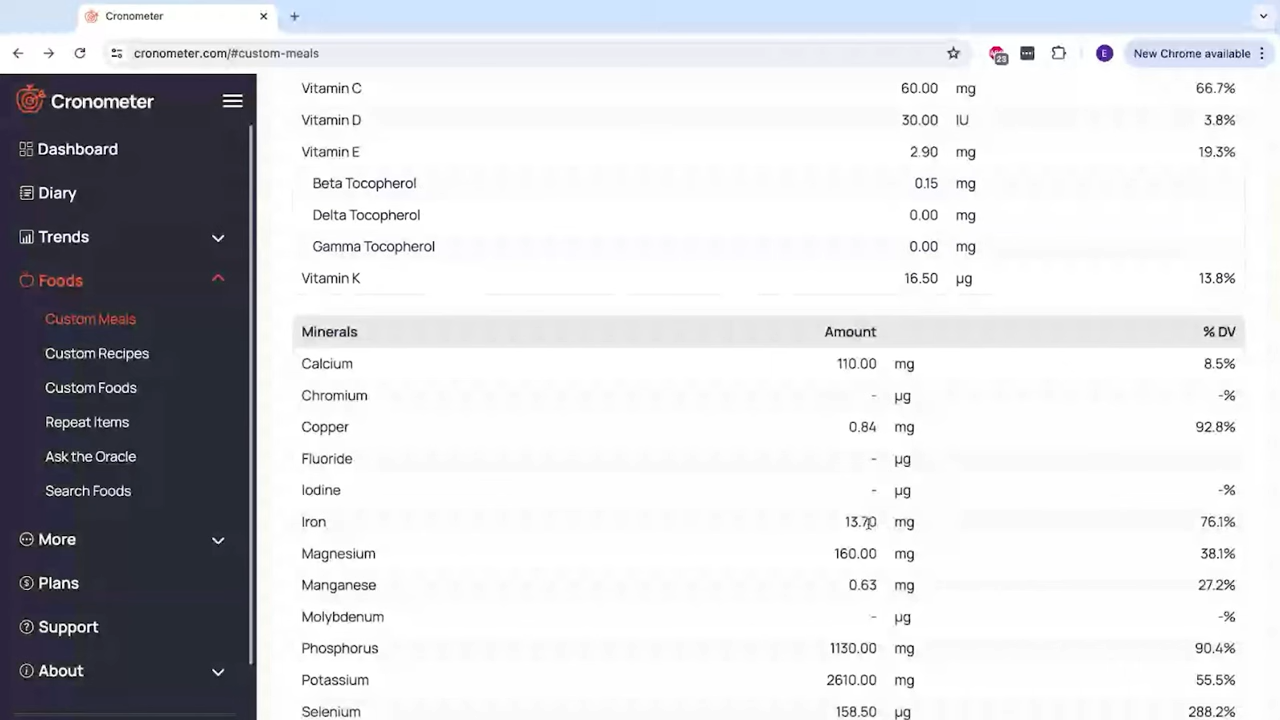 Cronometer
cronometer.com/#custom-meals
23
E
New Chrome available
Cronometer
Dashboard
Diary
Trends
Foods
Custom Meals
Custom Recipes
Custom Foods
Repeat Items
Ask the Oracle
Search Foods
More
Plans
Support
About
Vitamin C 60.00 mg 66.7%
Vitamin D 30.00 IU 3.8%
Vitamin E 2.90 mg 19.3%
Beta Tocopherol 0.15 mg
Delta Tocopherol 0.00 mg
Gamma Tocopherol 0.00 mg
Vitamin K 16.50 µg 13.8%
Minerals Amount % DV
Calcium 110.00 mg 8.5%
Chromium - µg -%
Copper 0.84 mg 92.8%
Fluoride - µg
Iodine - µg -%
Iron 13.70 mg 76.1%
Magnesium 160.00 mg 38.1%
Manganese 0.63 mg 27.2%
Molybdenum - µg -%
Phosphorus 1130.00 mg 90.4%
Potassium 2610.00 mg 55.5%
Selenium 158.50 µg 288.2%